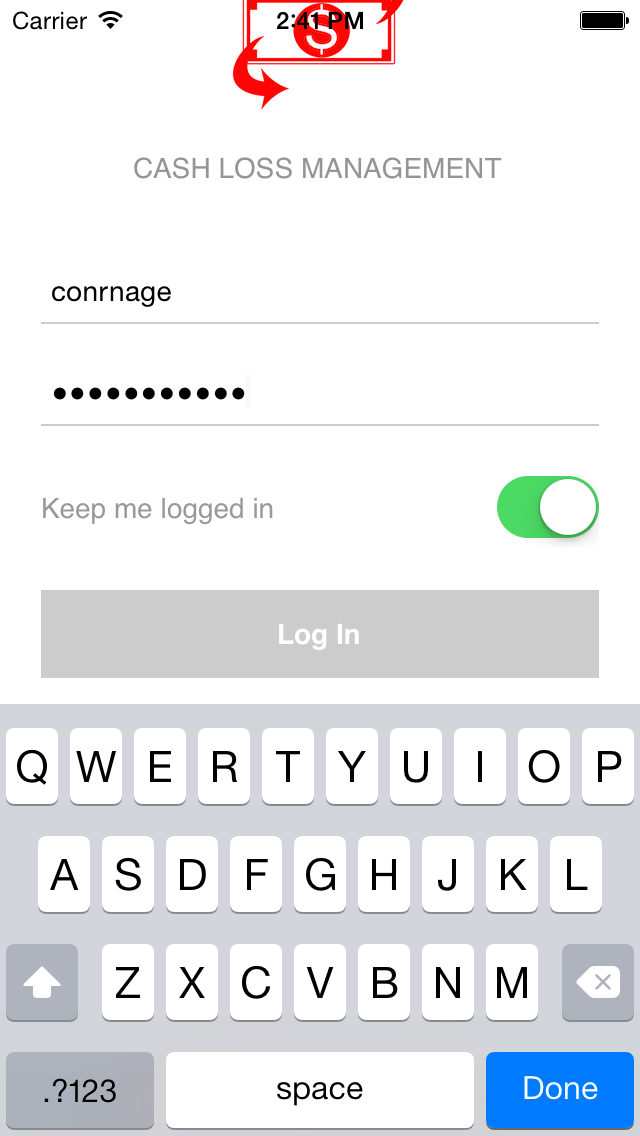 Carrier 2:41 PM
$
CASH LOSS MANAGEMENT
conrnage
•••••••••••
Keep me logged in
Log In
Q W E R T Y U I O P
A S D F G H J K L
Z X C V B N M
.?123 space Done